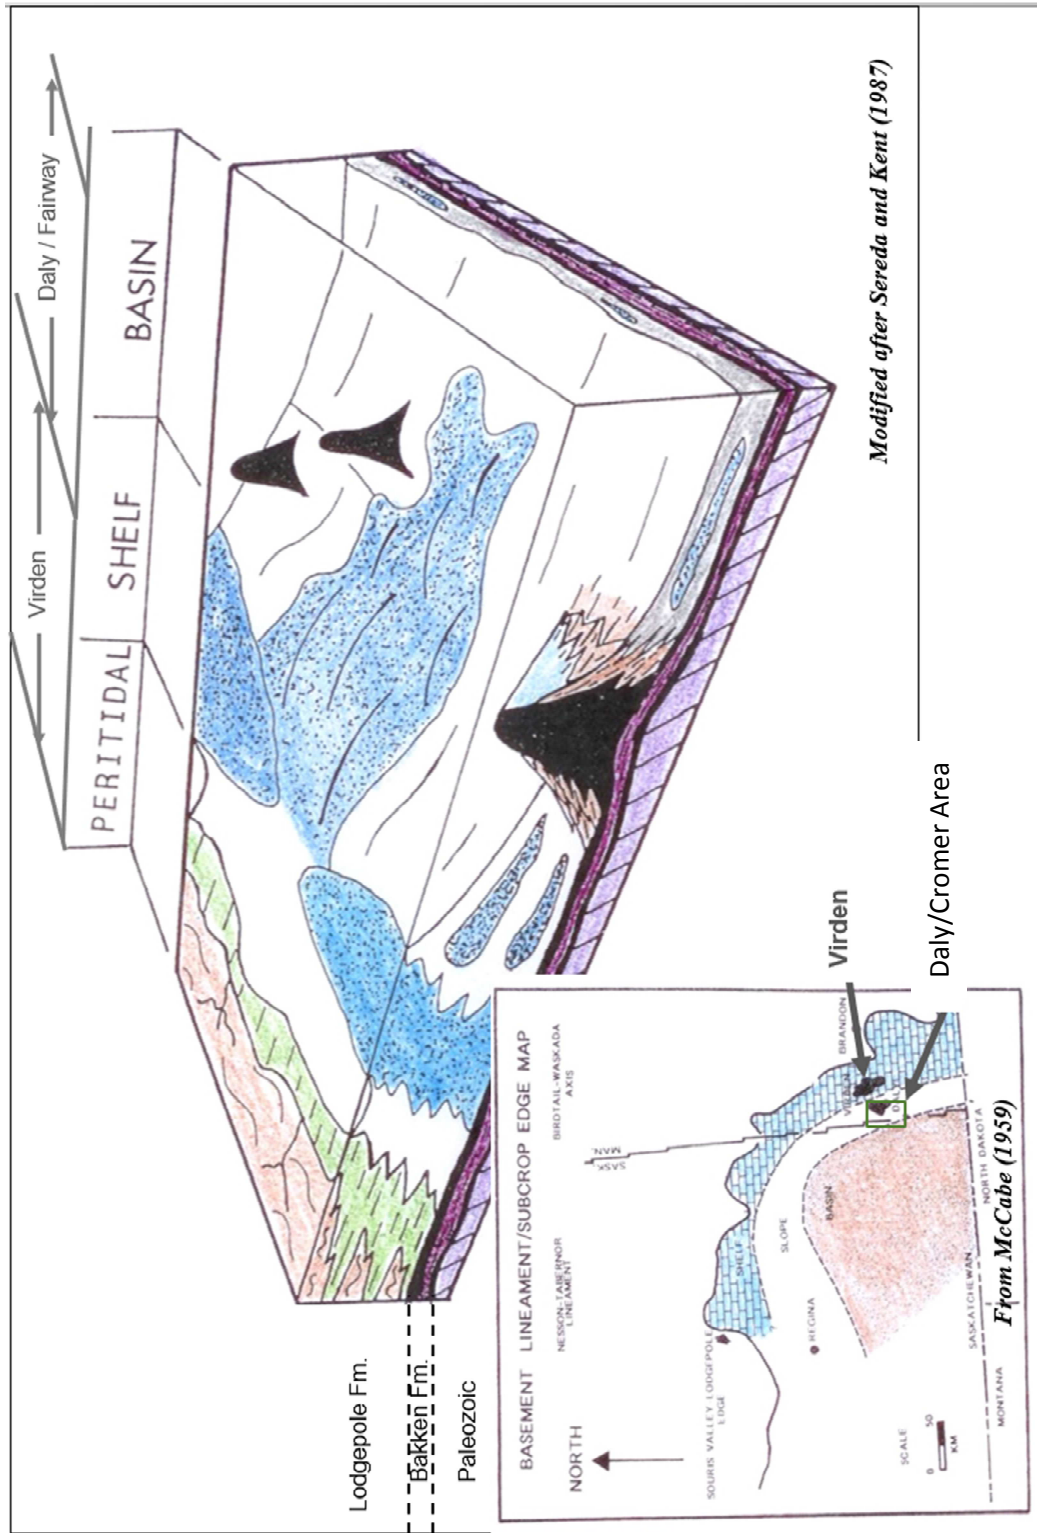 Virden
Daly / Fairway
PERITIDAL
SHELF
BASIN
Lodgepole Fm.
Bakken Fm.
Paleozoic
Modified after Sereda and Kent (1987)
BASEMENT LINEAMENT/SUBCROP EDGE MAP
NESSON-TABERNOR
LINEAMENT
BIRDTAIL-WASKADA
AXIS
NORTH
SASK.
MAN.
SOURIS VALLEY LODGEPOLE
EDGE
SHELF
SLOPE
BASIN
REGINA
VIRDEN
BRANDON
SCALE
0 50
KM
MONTANA
SASKATCHEWAN
NORTH DAKOTA
From McCabe (1959)
Virden
Daly/Cromer Area